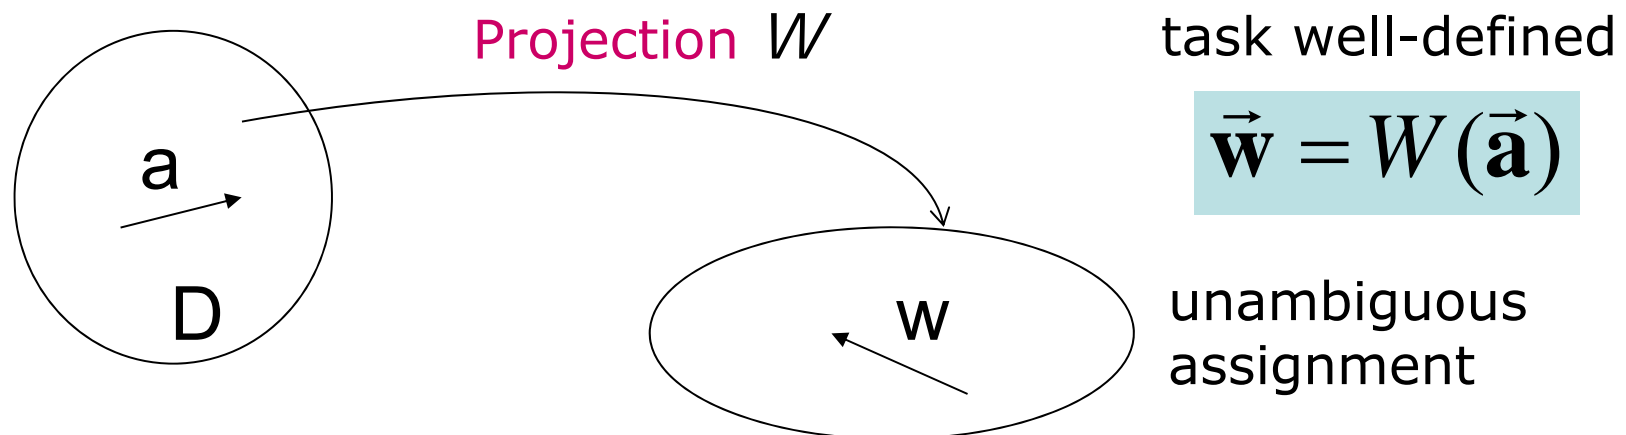 Projection W
task well-defined
w⃗ = W(a⃗)
a
D
w
unambiguous
assignment